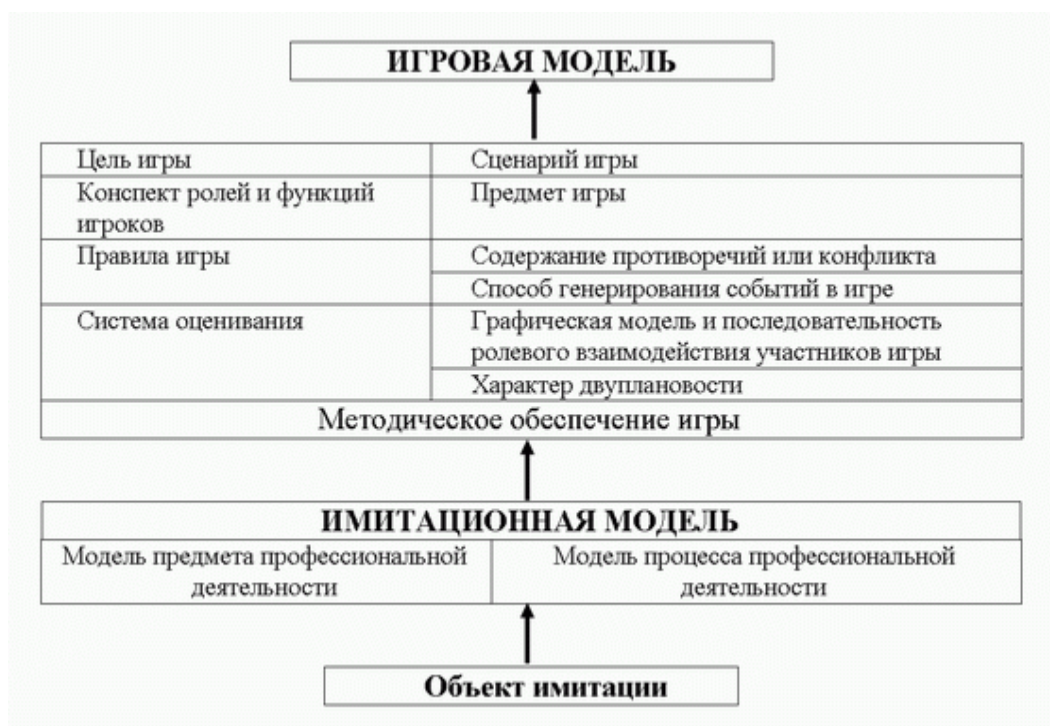 ИГРОВАЯ МОДЕЛЬ
Цель игры
Сценарий игры
Конспект ролей и функций
игроков
Предмет игры
Правила игры
Содержание противоречий или конфликта
Способ генерирования событий в игре
Система оценивания
Графическая модель и последовательность
ролевого взаимодействия участников игры
Характер двуплановости
Методическое обеспечение игры
ИМИТАЦИОННАЯ МОДЕЛЬ
Модель предмета профессиональной
деятельности
Модель процесса профессиональной
деятельности
Объект имитации